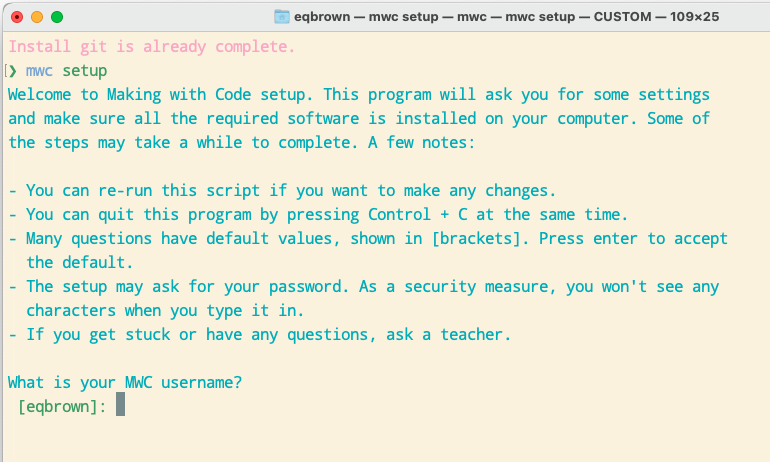 eqbrown — mwc setup — mwc — mwc setup — CUSTOM — 109×25
Install git is already complete.
❯ mwc setup
Welcome to Making with Code setup. This program will ask you for some settings
and make sure all the required software is installed on your computer. Some of
the steps may take a while to complete. A few notes:
- You can re-run this script if you want to make any changes.
- You can quit this program by pressing Control + C at the same time.
- Many questions have default values, shown in [brackets]. Press enter to accept
the default.
- The setup may ask for your password. As a security measure, you won't see any
characters when you type it in.
- If you get stuck or have any questions, ask a teacher.
What is your MWC username?
[eqbrown]: